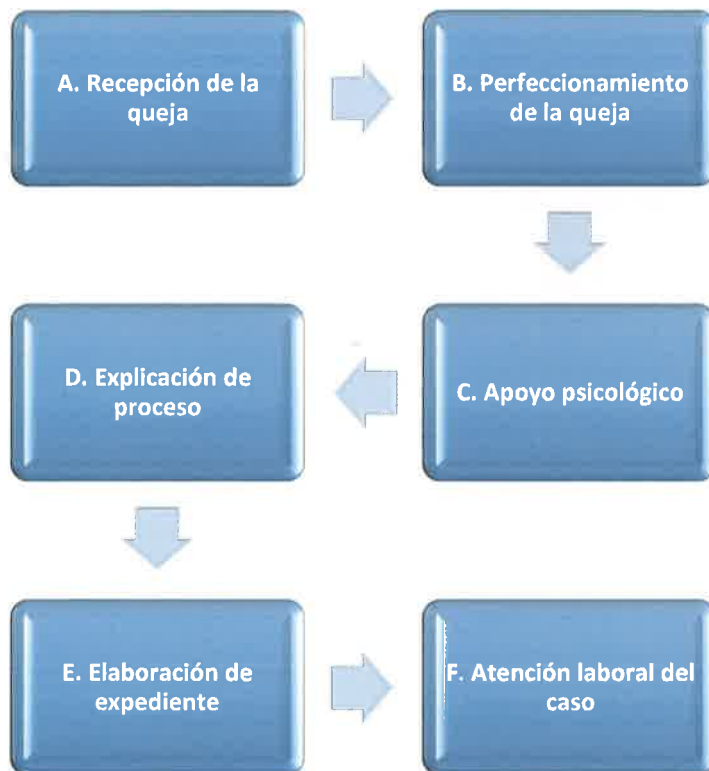 A. Recepción de la
queja
B. Perfeccionamiento
de la queja
C. Apoyo psicológico
D. Explicación de
proceso
E. Elaboración de
expediente
F. Atención laboral del
caso